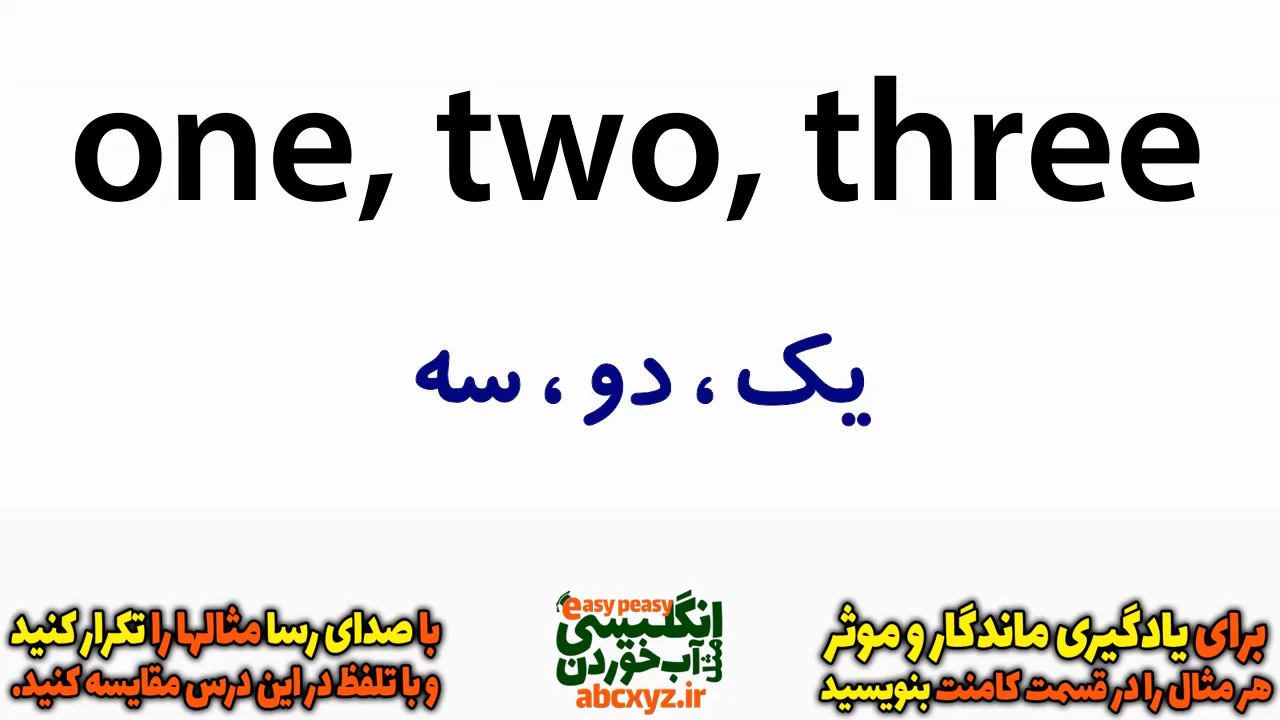 one, two, three
یک ، دو ، سه
برای یادگیری ماندگار و موثر
هر مثال را در قسمت کامنت بنویسید
easy peasy
انگلیسی
مثل آب خوردن
abcxyz.ir
با صدای رسا مثالها را تکرار کنید
و با تلفظ در این درس مقایسه کنید.